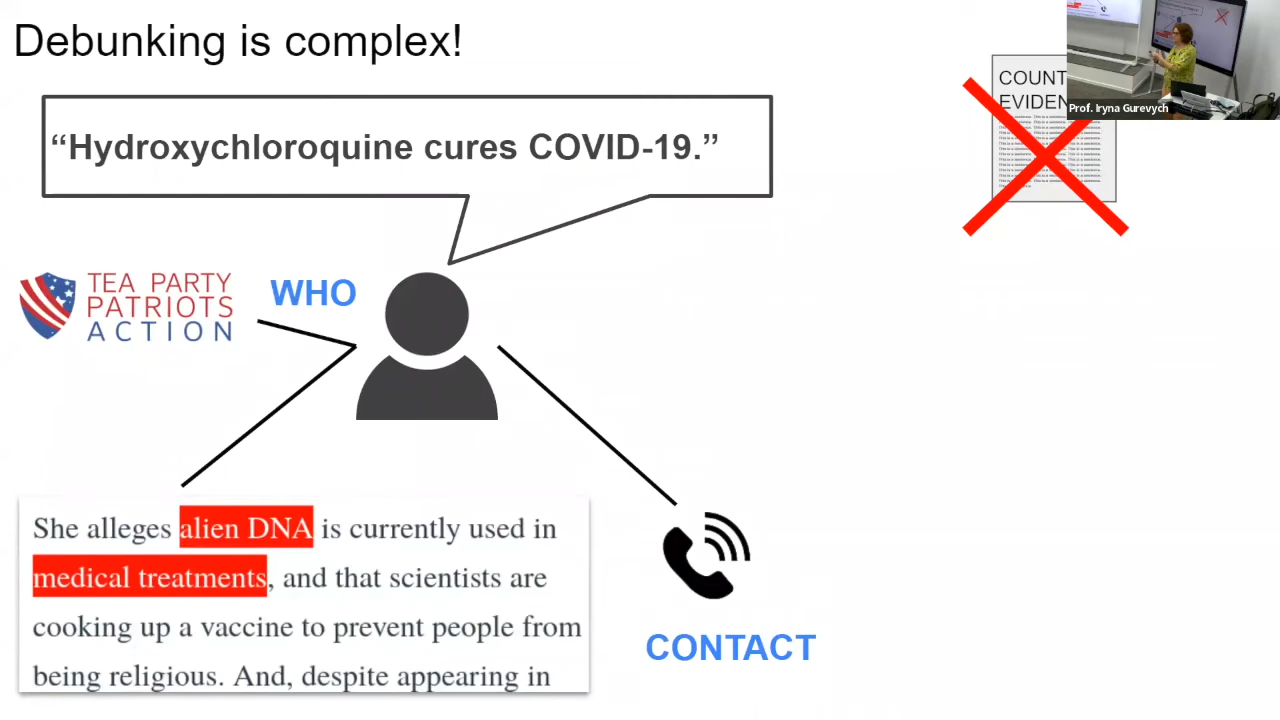 Debunking is complex!
COUNT
EVIDEN
Prof. Iryna Gurevych
“Hydroxychloroquine cures COVID-19.”
TEA PARTY
PATRIOTS
ACTION
WHO
She alleges alien DNA is currently used in
medical treatments, and that scientists are
cooking up a vaccine to prevent people from
being religious. And, despite appearing in
CONTACT